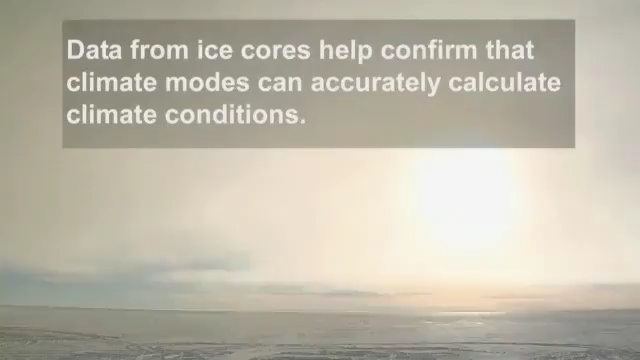 Data from ice cores help confirm that
climate modes can accurately calculate
climate conditions.